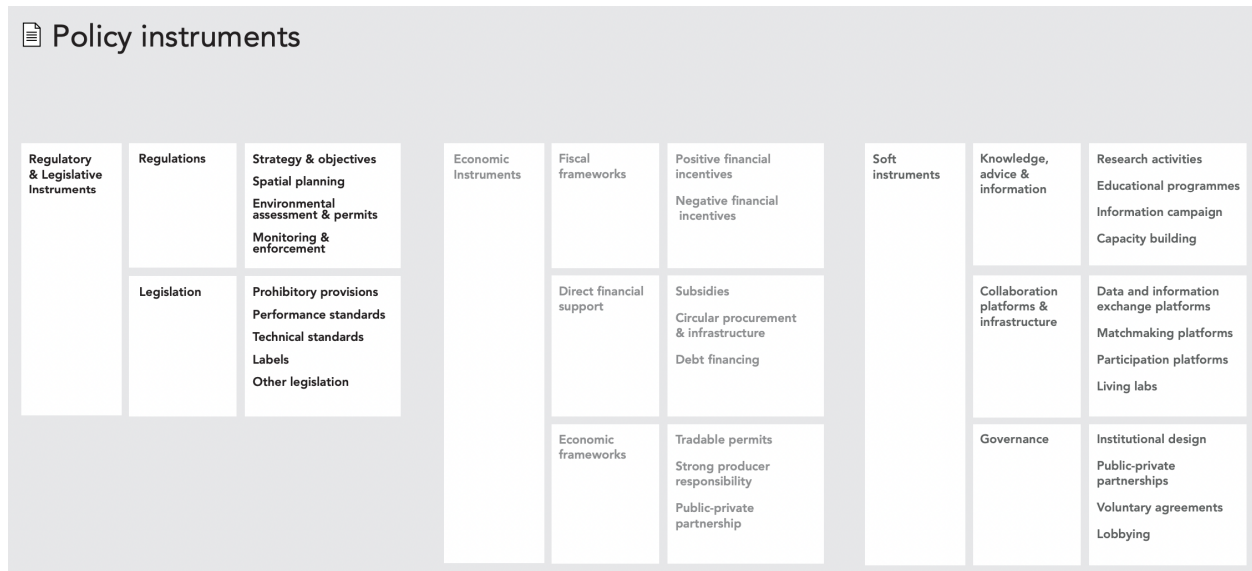 Policy instruments
Regulatory
& Legislative
Instruments
Regulations
Strategy & objectives
Spatial planning
Environmental
assessment & permits
Monitoring &
enforcement
Legislation
Prohibitory provisions
Performance standards
Technical standards
Labels
Other legislation
Economic
Instruments
Fiscal
frameworks
Positive financial
incentives
Negative financial
incentives
Direct financial
support
Subsidies
Circular procurement
& infrastructure
Debt financing
Economic
frameworks
Tradable permits
Strong producer
responsibility
Public-private
partnership
Soft
instruments
Knowledge,
advice &
information
Research activities
Educational programmes
Information campaign
Capacity building
Collaboration
platforms &
infrastructure
Data and information
exchange platforms
Matchmaking platforms
Participation platforms
Living labs
Governance
Institutional design
Public-private
partnerships
Voluntary agreements
Lobbying